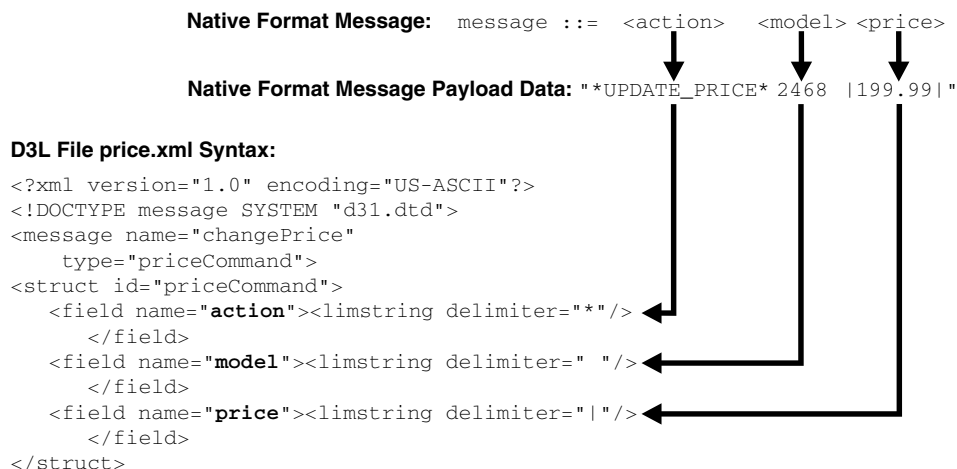 Native Format Message: message ::= <action> <model> <price>
Native Format Message Payload Data: "*UPDATE_PRICE* 2468 |199.99|"
D3L File price.xml Syntax:
<?xml version="1.0" encoding="US-ASCII"?>
<!DOCTYPE message SYSTEM "d31.dtd">
<message name="changePrice"
type="priceCommand">
<struct id="priceCommand">
<field name="action"><limstring delimiter="*"/>
</field>
<field name="model"><limstring delimiter=" "/>
</field>
<field name="price"><limstring delimiter="|"/>
</field>
</struct>